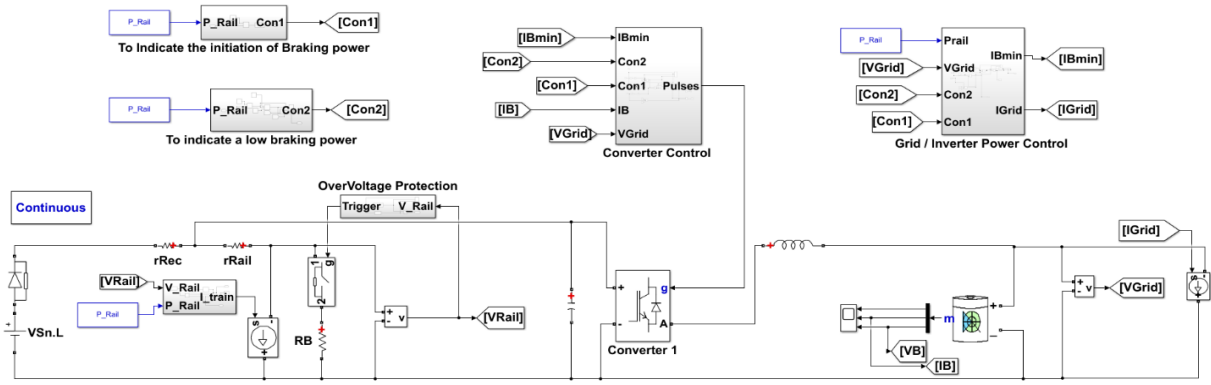 P_Rail
P_Rail
Con1
[Con1]
To Indicate the initiation of Braking power
P_Rail
P_Rail
Con2
[Con2]
To indicate a low braking power
[IBmin]
[Con2]
[Con1]
[IB]
[VGrid]
IBmin
Con2
Con1
IB
VGrid
Pulses
Converter Control
P_Rail
[VGrid]
[Con2]
[Con1]
Prail
VGrid
Con2
Con1
IBmin
IGrid
[IBmin]
[IGrid]
Grid / Inverter Power Control
Continuous
OverVoltage Protection
Trigger
V_Rail
rRec
rRail
[VRail]
P_Rail
V_Rail
P_Rail
I_train
s
-
+
VSn.L
+
1
g
2
RB
+
-
v
[VRail]
+
-
g
A
Converter 1
m
+
–
[VB]
[IB]
+
-
v
[VGrid]
[IGrid]
s
-
+